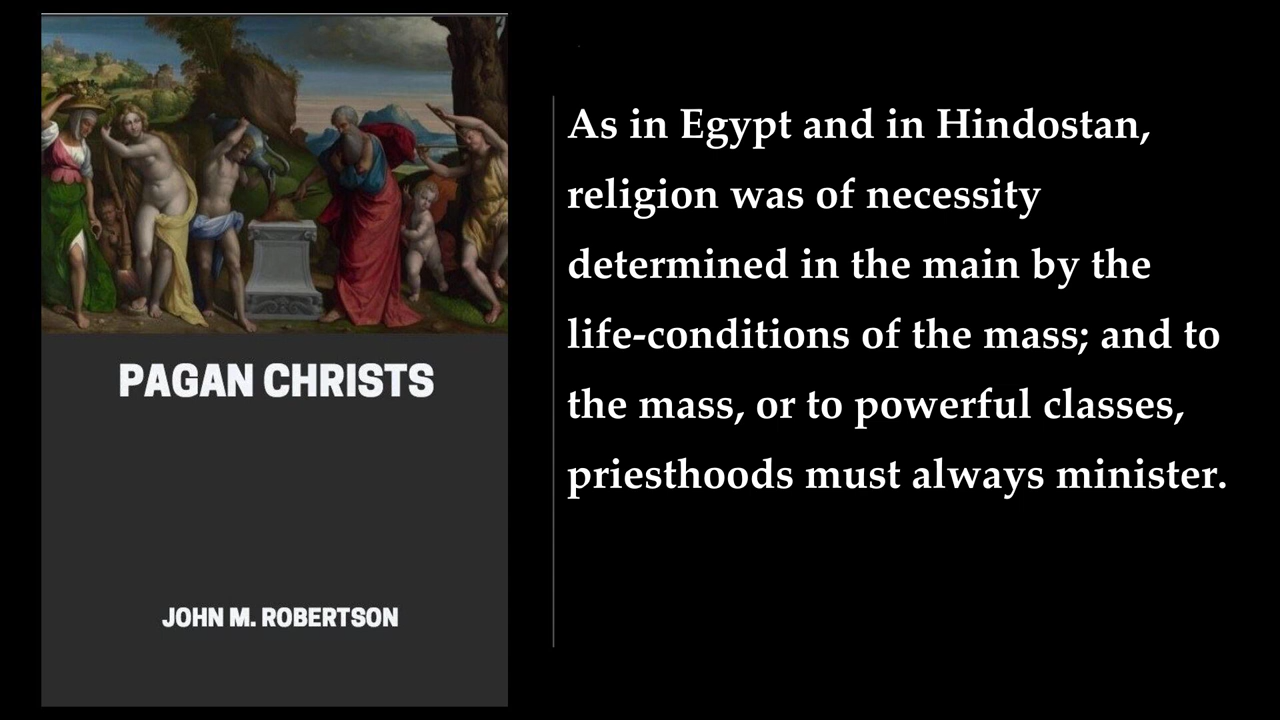 PAGAN CHRISTS
JOHN M. ROBERTSON
As in Egypt and in Hindostan,
religion was of necessity
determined in the main by the
life-conditions of the mass; and to
the mass, or to powerful classes,
priesthoods must always minister.